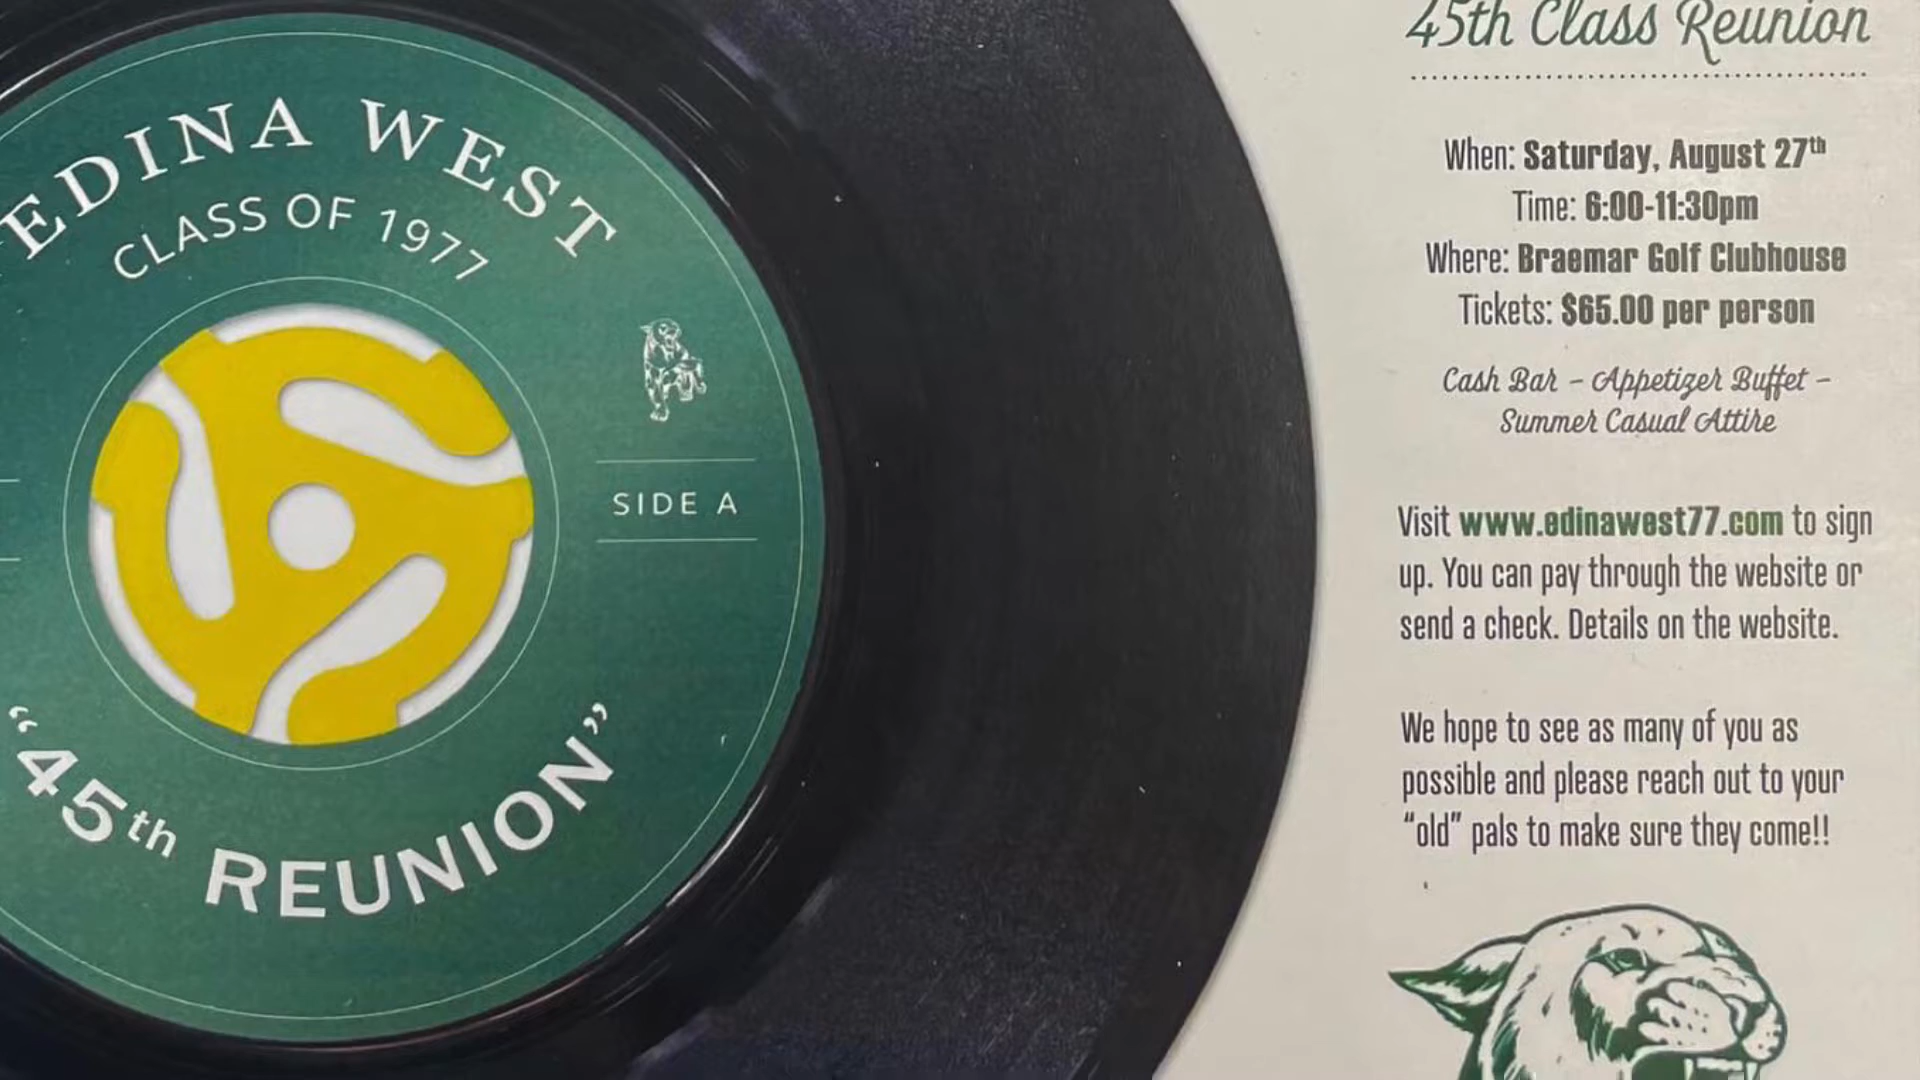 EDINA WEST
CLASS OF 1977
SIDE A
“45th REUNION”
45th Class Reunion
When: Saturday, August 27th
Time: 6:00-11:30pm
Where: Braemar Golf Clubhouse
Tickets: $65.00 per person
Cash Bar – Appetizer Buffet –
Summer Casual Attire
Visit www.edinawest77.com to sign
up. You can pay through the website or
send a check. Details on the website.
We hope to see as many of you as
possible and please reach out to your
“old” pals to make sure they come!!